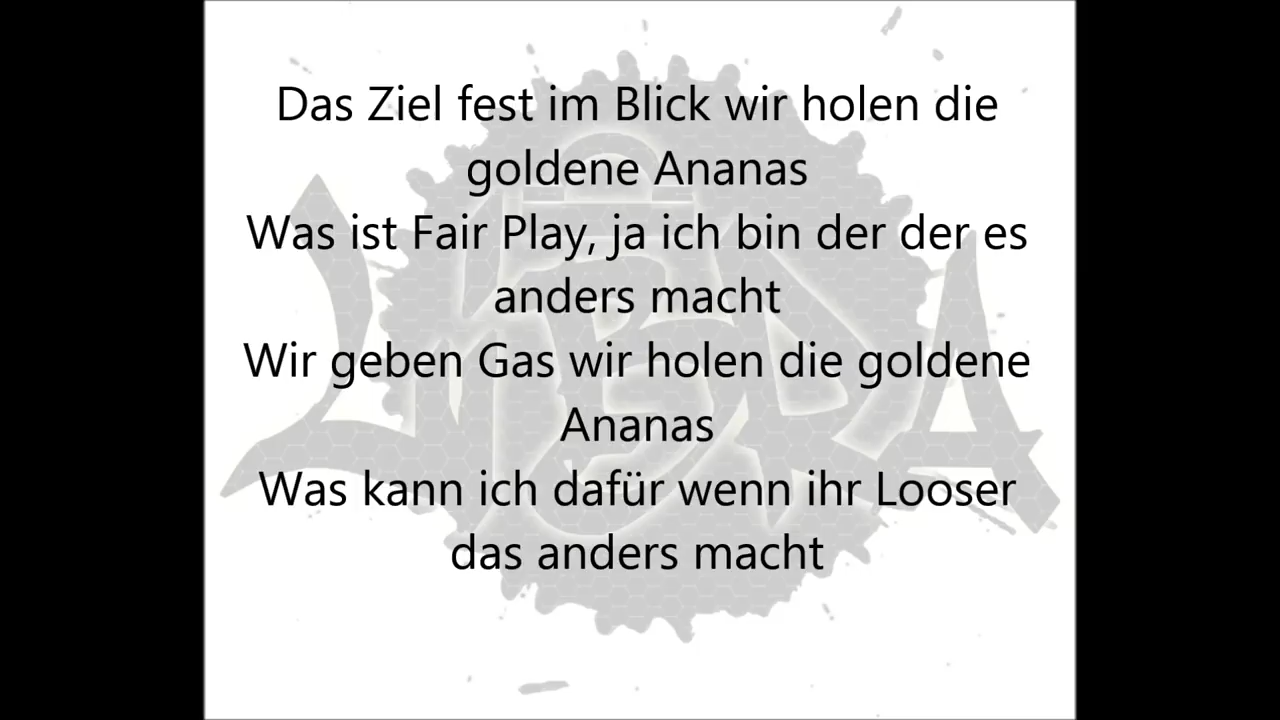 Das Ziel fest im Blick wir holen die
goldene Ananas
Was ist Fair Play, ja ich bin der der es
anders macht
Wir geben Gas wir holen die goldene
Ananas
Was kann ich dafür wenn ihr Looser
das anders macht